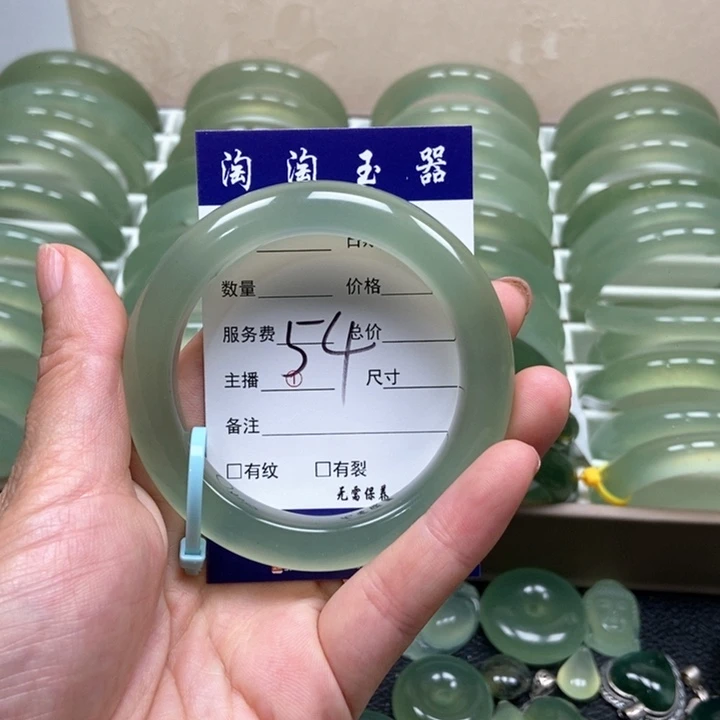 淘淘玉器
数量 价格
服务费 总价
54
主播 ① 尺寸
备注
□有纹 □有裂
无需保养